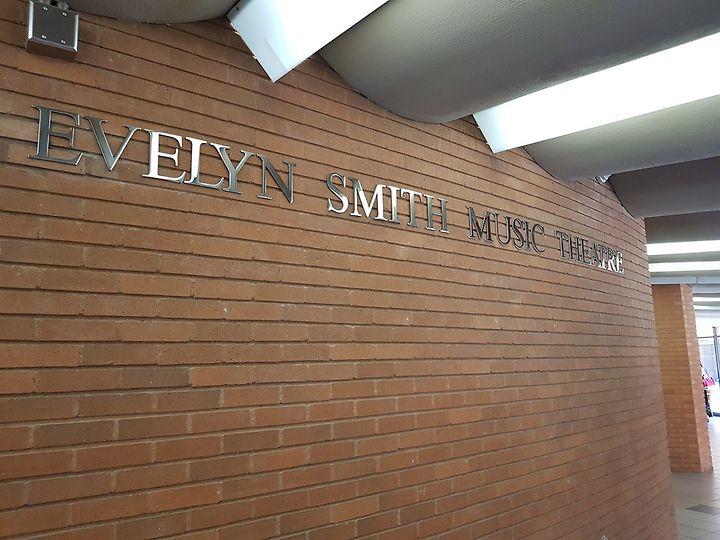 EVELYN SMITH MUSIC THEATRE